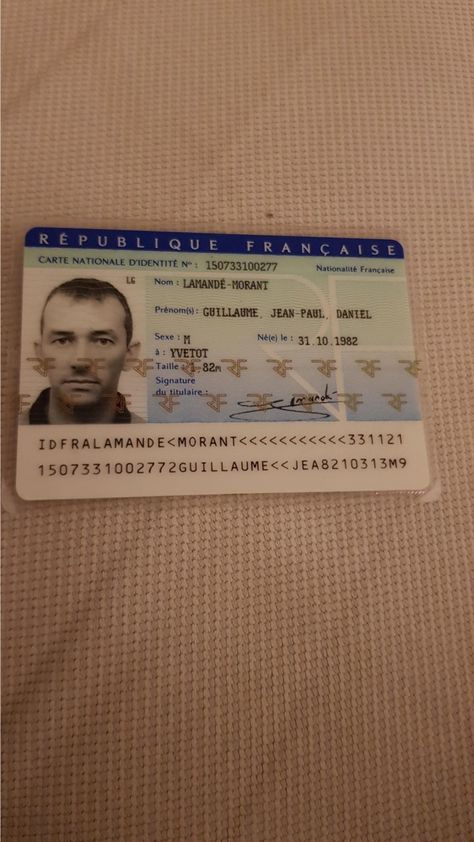 RÉPUBLIQUE FRANÇAISE
CARTE NATIONALE D'IDENTITÉ Nº : 150733100277 Nationalité Française
LG
Nom : LAMANDÉ-MORANT
Prénom(s) : GUILLAUME, JEAN-PAUL, DANIEL
Sexe : M Né(e) le : 31.10.1982
à : YVETOT
Taille : 1,82m
Signature
du titulaire :
IDFRALAMANDE<MORANT<<<<<<<<<<<331121
1507331002772GUILLAUME<<JEA8210313M9